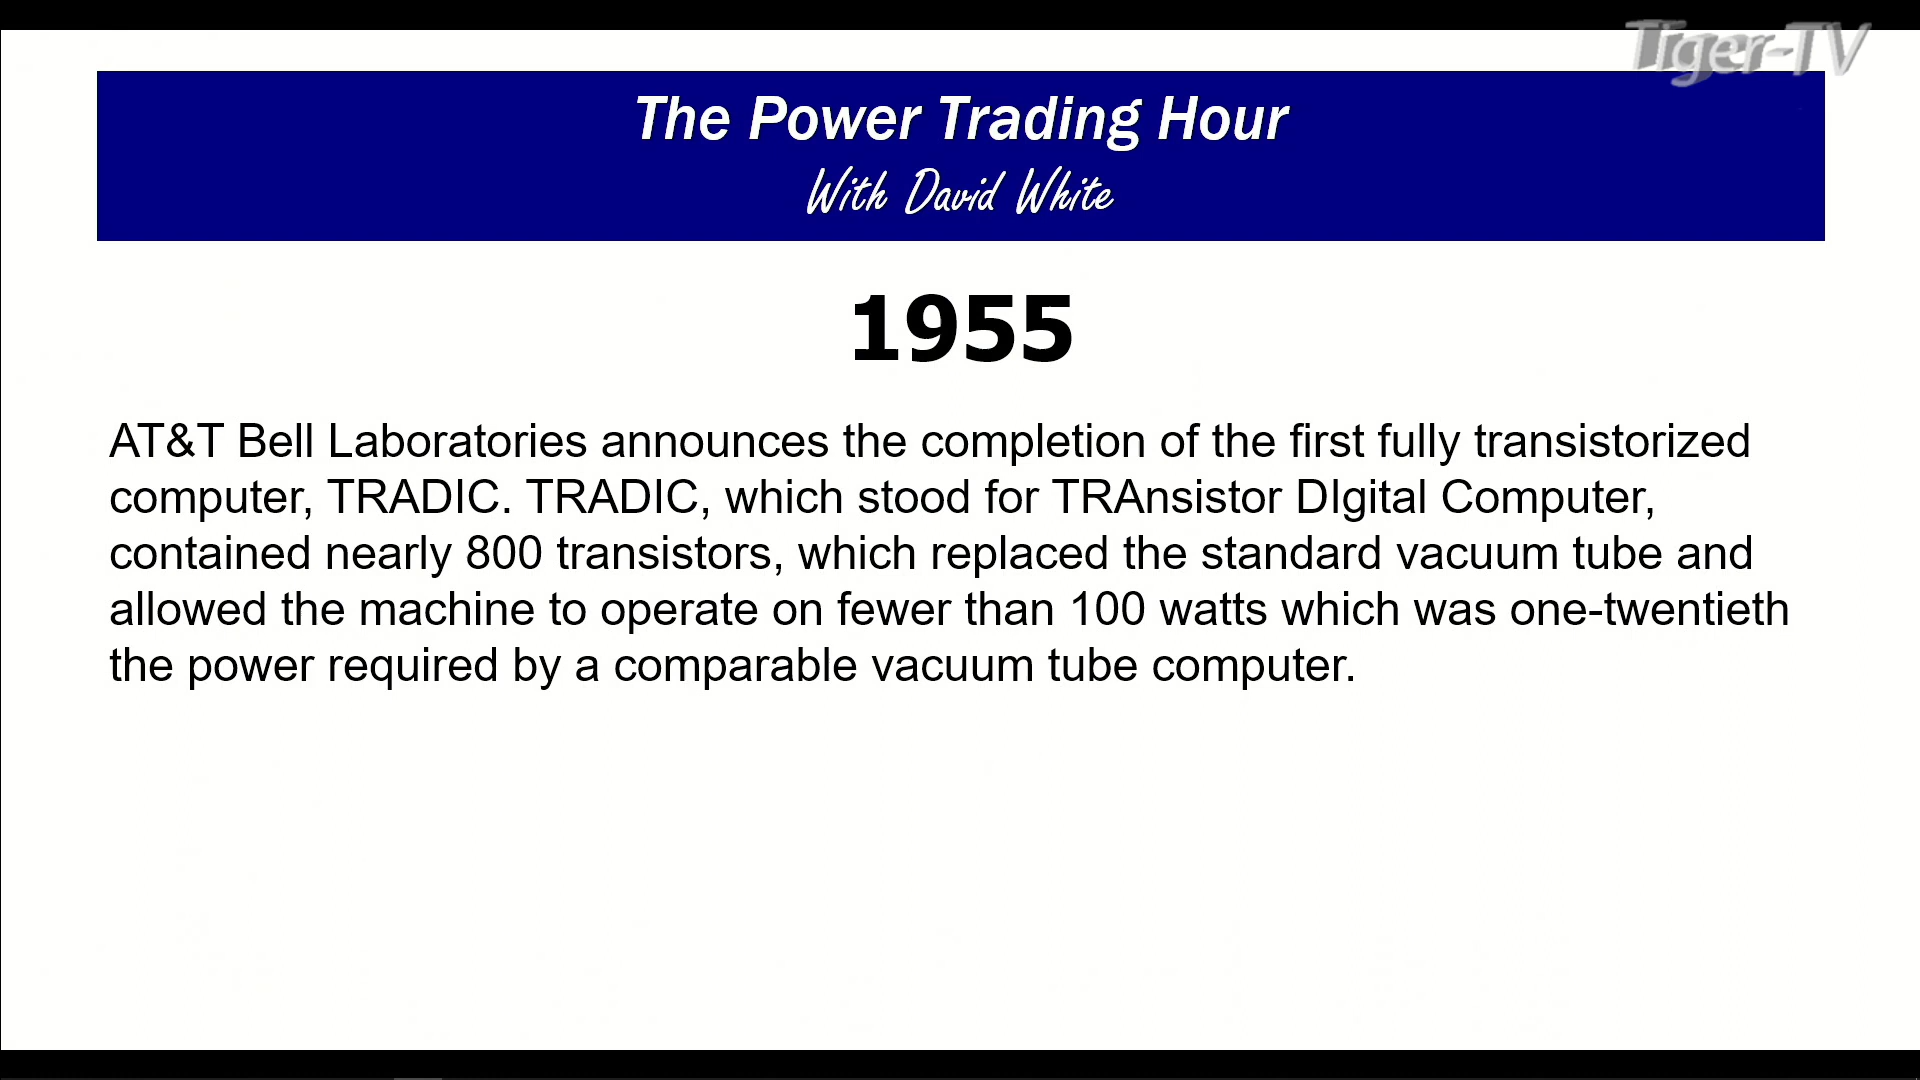 Tiger-TV
The Power Trading Hour
With David White
1955
AT&T Bell Laboratories announces the completion of the first fully transistorized
computer, TRADIC. TRADIC, which stood for TRAnsistor DIgital Computer,
contained nearly 800 transistors, which replaced the standard vacuum tube and
allowed the machine to operate on fewer than 100 watts which was one-twentieth
the power required by a comparable vacuum tube computer.